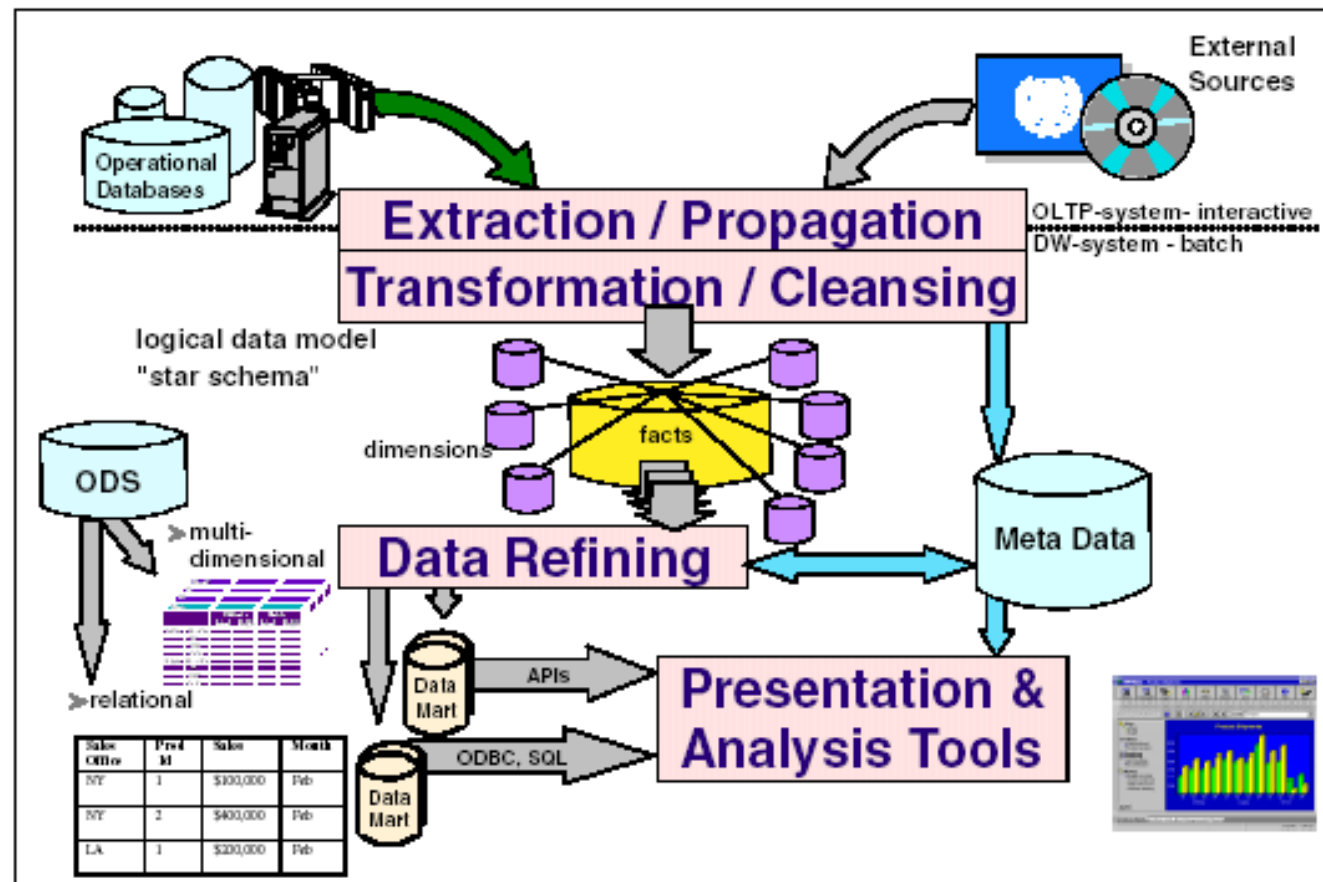 External
Sources
Operational
Databases
Extraction / Propagation
OLTP-system- interactive
DW-system - batch
Transformation / Cleansing
logical data model
"star schema"
facts
dimensions
ODS
multi-
dimensional
Meta Data
Data Refining
relational
Data
Mart
APIs
Presentation &
Analysis Tools
ODBC, SQL
Data
Mart
Sales Office Prod Id Sales Month
NY 1 $100,000 Feb
NY 2 $400,000 Feb
LA 1 $200,000 Feb